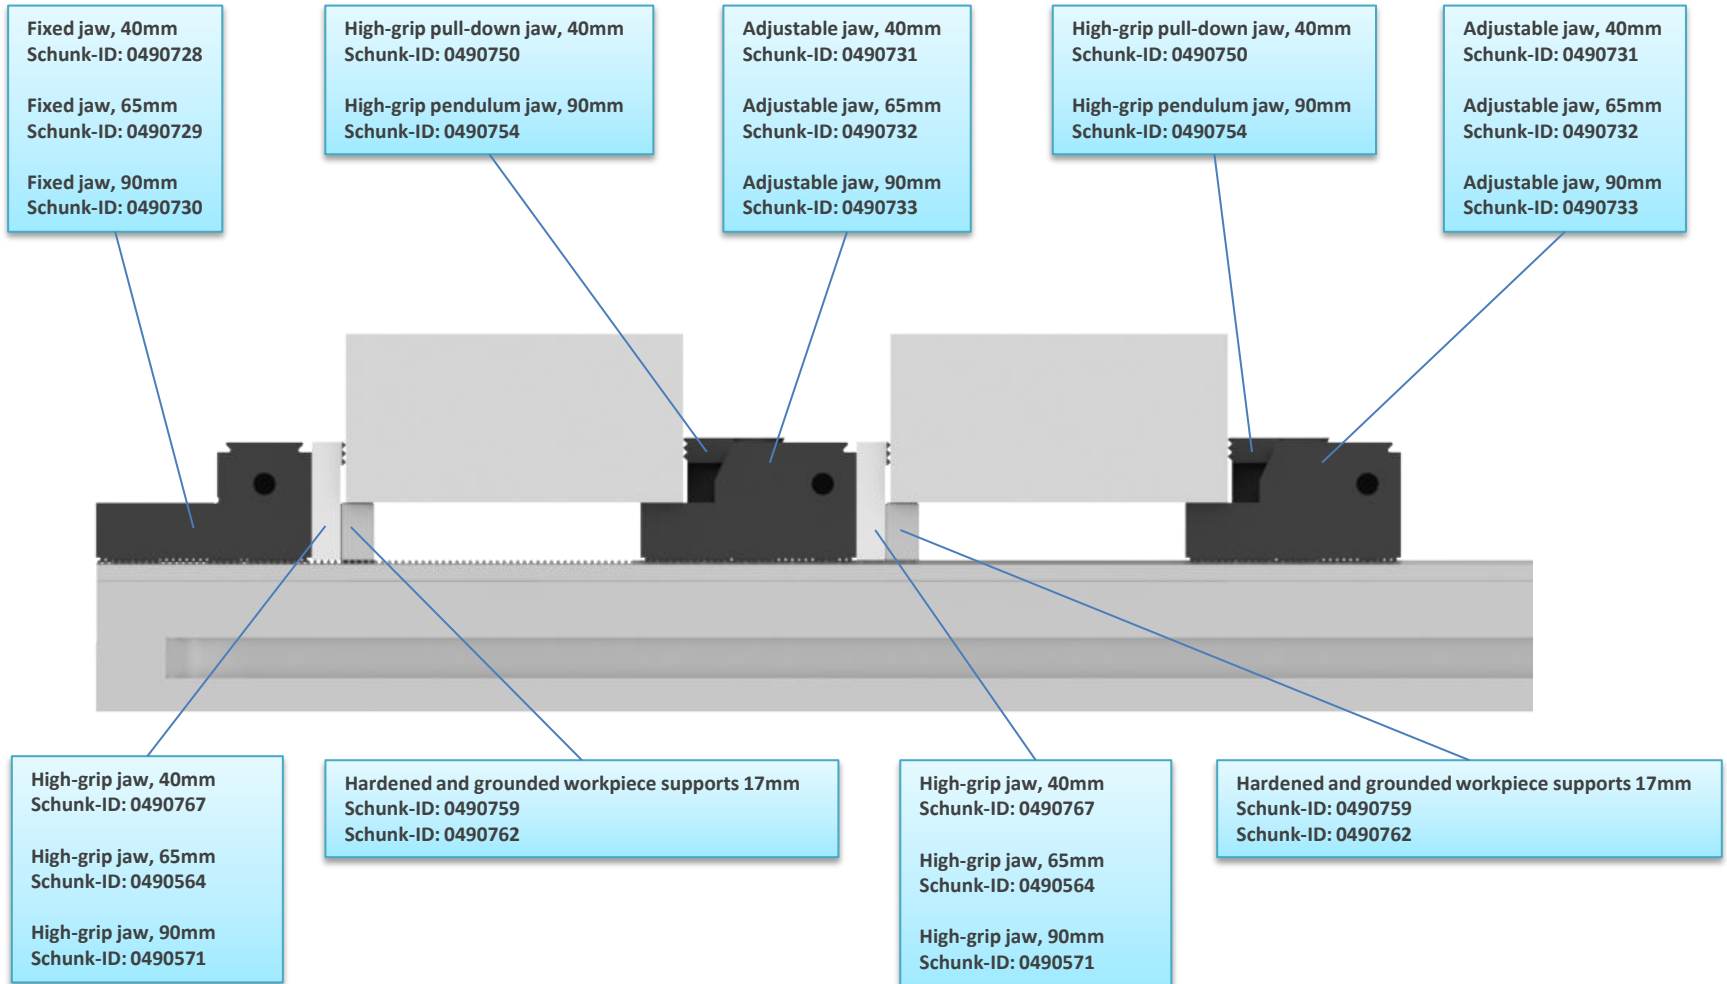 Fixed jaw, 40mm
Schunk-ID: 0490728
Fixed jaw, 65mm
Schunk-ID: 0490729
Fixed jaw, 90mm
Schunk-ID: 0490730
High-grip pull-down jaw, 40mm
Schunk-ID: 0490750
High-grip pendulum jaw, 90mm
Schunk-ID: 0490754
Adjustable jaw, 40mm
Schunk-ID: 0490731
Adjustable jaw, 65mm
Schunk-ID: 0490732
Adjustable jaw, 90mm
Schunk-ID: 0490733
High-grip pull-down jaw, 40mm
Schunk-ID: 0490750
High-grip pendulum jaw, 90mm
Schunk-ID: 0490754
Adjustable jaw, 40mm
Schunk-ID: 0490731
Adjustable jaw, 65mm
Schunk-ID: 0490732
Adjustable jaw, 90mm
Schunk-ID: 0490733
High-grip jaw, 40mm
Schunk-ID: 0490767
High-grip jaw, 65mm
Schunk-ID: 0490564
High-grip jaw, 90mm
Schunk-ID: 0490571
Hardened and grounded workpiece supports 17mm
Schunk-ID: 0490759
Schunk-ID: 0490762
High-grip jaw, 40mm
Schunk-ID: 0490767
High-grip jaw, 65mm
Schunk-ID: 0490564
High-grip jaw, 90mm
Schunk-ID: 0490571
Hardened and grounded workpiece supports 17mm
Schunk-ID: 0490759
Schunk-ID: 0490762